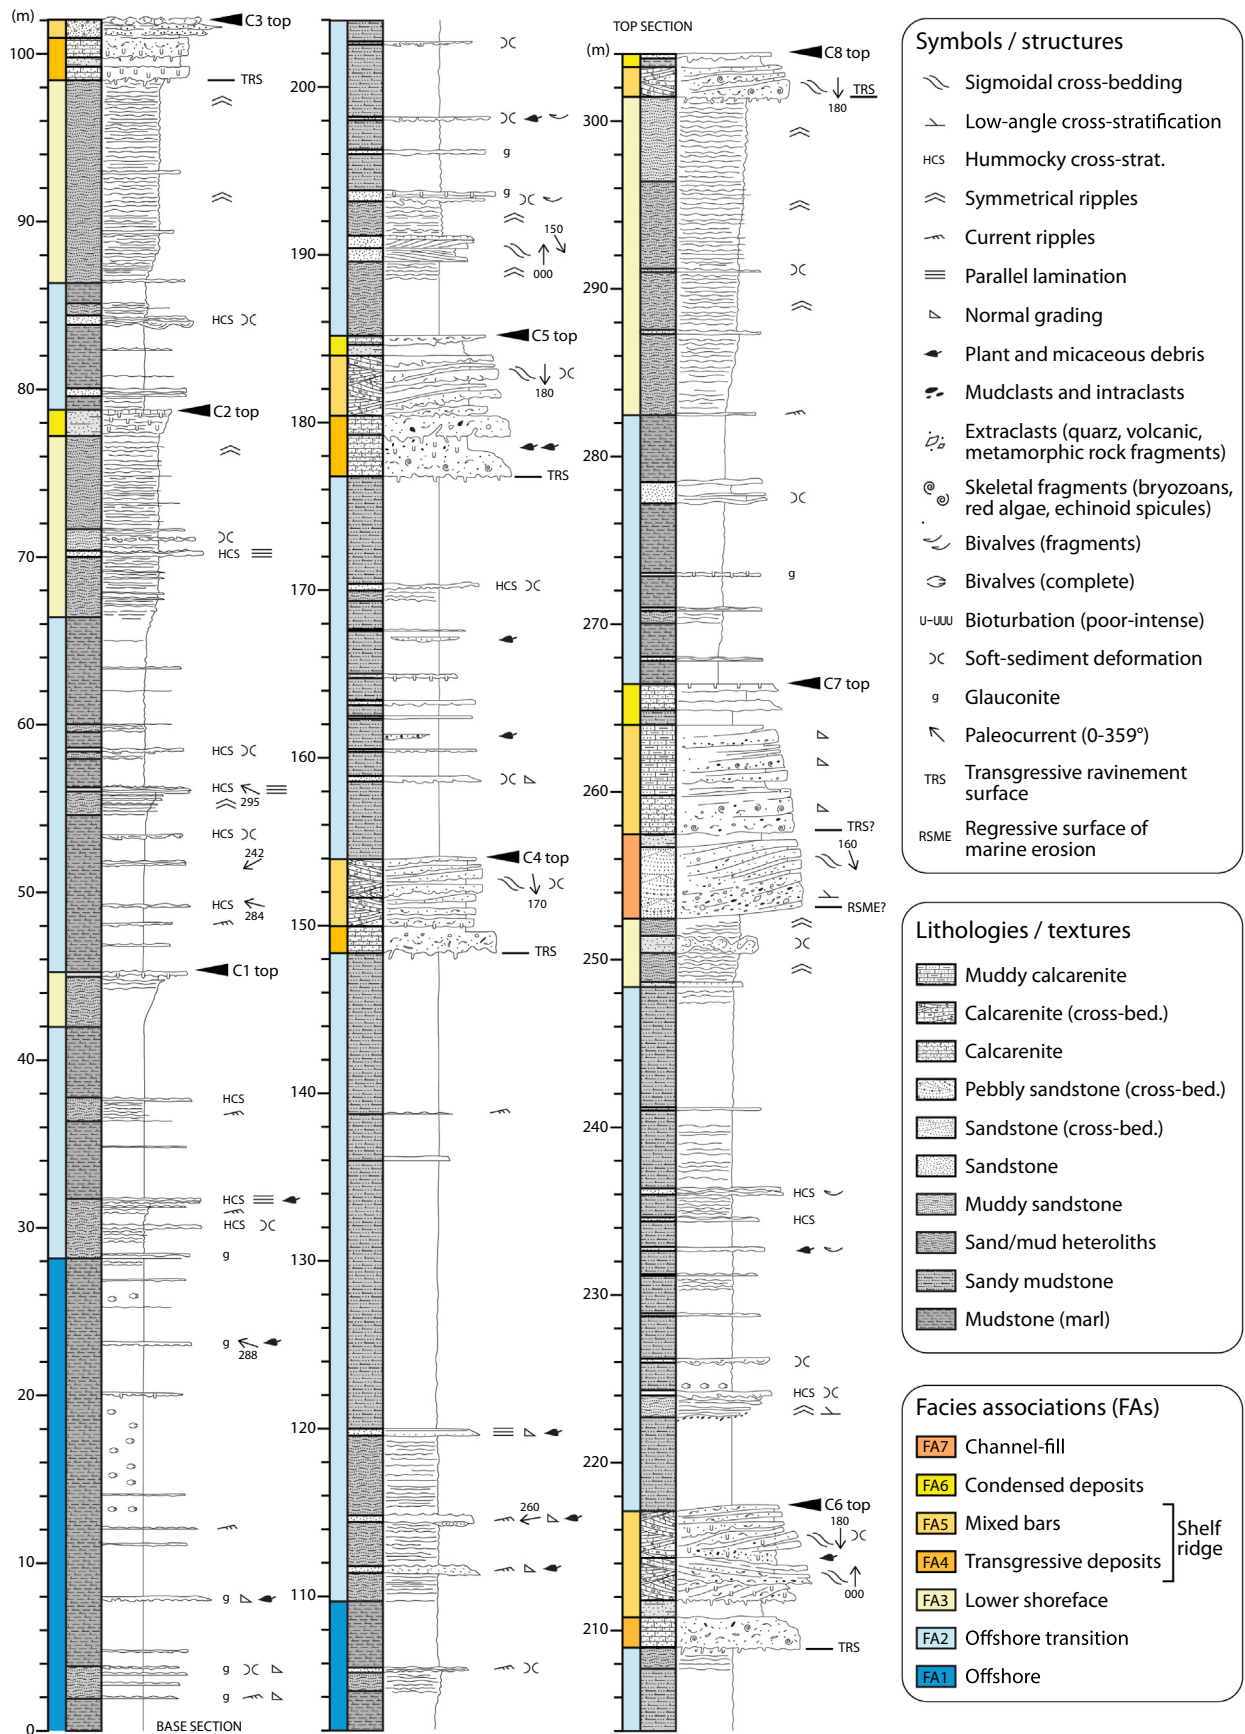 (m)
C3 top
100
TRS
90
HCS
80
C2 top
HCS
70
60
HCS
HCS
295
HCS
242
50
HCS
284
C1 top
40
HCS
HCS
30
HCS
g
g
288
20
10
g
g
g
0
BASE SECTION
200
g
g
150
190
000
C5 top
180
180
TRS
170
HCS
160
C4 top
170
150
TRS
140
130
120
260
110
TOP SECTION
(m)
C8 top
TRS
180
300
290
280
g
270
C7 top
260
TRS?
160
RSME?
250
240
HCS
HCS
230
HCS
220
C6 top
180
000
210
TRS
Symbols / structures
Sigmoidal cross-bedding
Low-angle cross-stratification
HCS Hummocky cross-strat.
Symmetrical ripples
Current ripples
Parallel lamination
Normal grading
Plant and micaceous debris
Mudclasts and intraclasts
Extraclasts (quarz, volcanic,
metamorphic rock fragments)
Skeletal fragments (bryozoans,
red algae, echinoid spicules)
Bivalves (fragments)
Bivalves (complete)
U-UUU Bioturbation (poor-intense)
Soft-sediment deformation
g Glauconite
Paleocurrent (0-359°)
TRS Transgressive ravinement
surface
RSME Regressive surface of
marine erosion
Lithologies / textures
Muddy calcarenite
Calcarenite (cross-bed.)
Calcarenite
Pebbly sandstone (cross-bed.)
Sandstone (cross-bed.)
Sandstone
Muddy sandstone
Sand/mud heteroliths
Sandy mudstone
Mudstone (marl)
Facies associations (FAs)
FA7 Channel-fill
FA6 Condensed deposits
FA5 Mixed bars
FA4 Transgressive deposits
Shelf
ridge
FA3 Lower shoreface
FA2 Offshore transition
FA1 Offshore